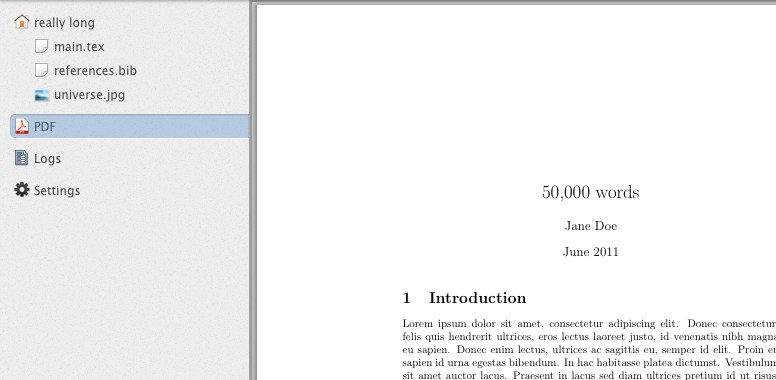 really long
main.tex
references.bib
universe.jpg
PDF
Logs
Settings
50,000 words
Jane Doe
June 2011
1 Introduction
Lorem ipsum dolor sit amet, consectetur adipiscing elit. Donec consectetur
felis quis hendrerit ultrices, eros lectus laoreet justo, id venenatis nibh magna
eu sapien. Donec enim lectus, ultrices ac sagittis eu, semper id elit. Proin eu
sapien id urna egestas bibendum. In hac habitasse platea dictumst. Vestibulum
sit amet auctor lacus. Praesent in lacus sed diam ultrices pretium id ut risus